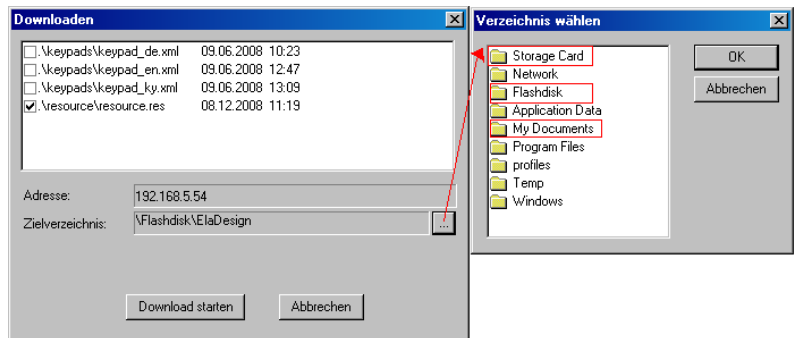 Downloaden
.\keypads\keypad_de.xml 09.06.2008 10:23
.\keypads\keypad_en.xml 09.06.2008 12:47
.\keypads\keypad_ky.xml 09.06.2008 13:09
.\resource\resource.res 08.12.2008 11:19
Adresse: 192.168.5.54
Zielverzeichnis: \Flashdisk\ElaDesign ...
Download starten Abbrechen
Verzeichnis wählen
Storage Card
Network
Flashdisk
Application Data
My Documents
Program Files
profiles
Temp
Windows
OK
Abbrechen